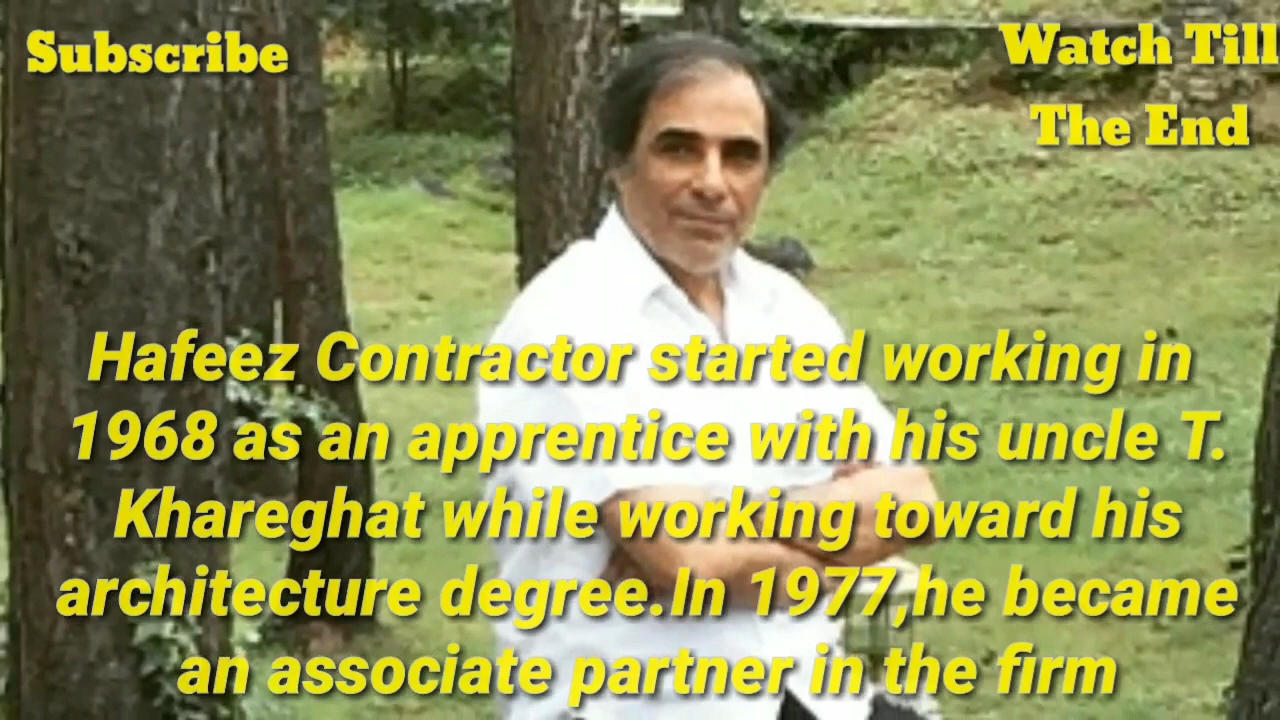 Subscribe
Watch Till
The End
Hafeez Contractor started working in
1968 as an apprentice with his uncle T.
Khareghat while working toward his
architecture degree.In 1977,he became
an associate partner in the firm